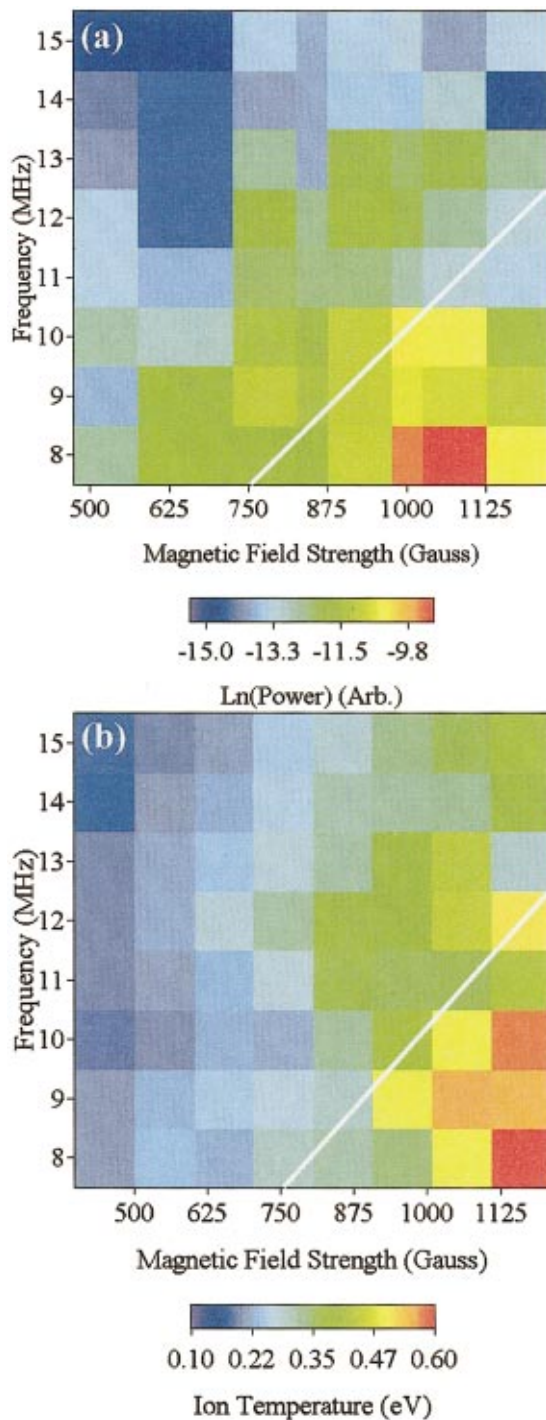 (a)
15
14
13
12
11
10
9
8
Frequency (MHz)
500 625 750 875 1000 1125
Magnetic Field Strength (Gauss)
-15.0 -13.3 -11.5 -9.8
Ln(Power) (Arb.)
(b)
15
14
13
12
11
10
9
8
Frequency (MHz)
500 625 750 875 1000 1125
Magnetic Field Strength (Gauss)
0.10 0.22 0.35 0.47 0.60
Ion Temperature (eV)